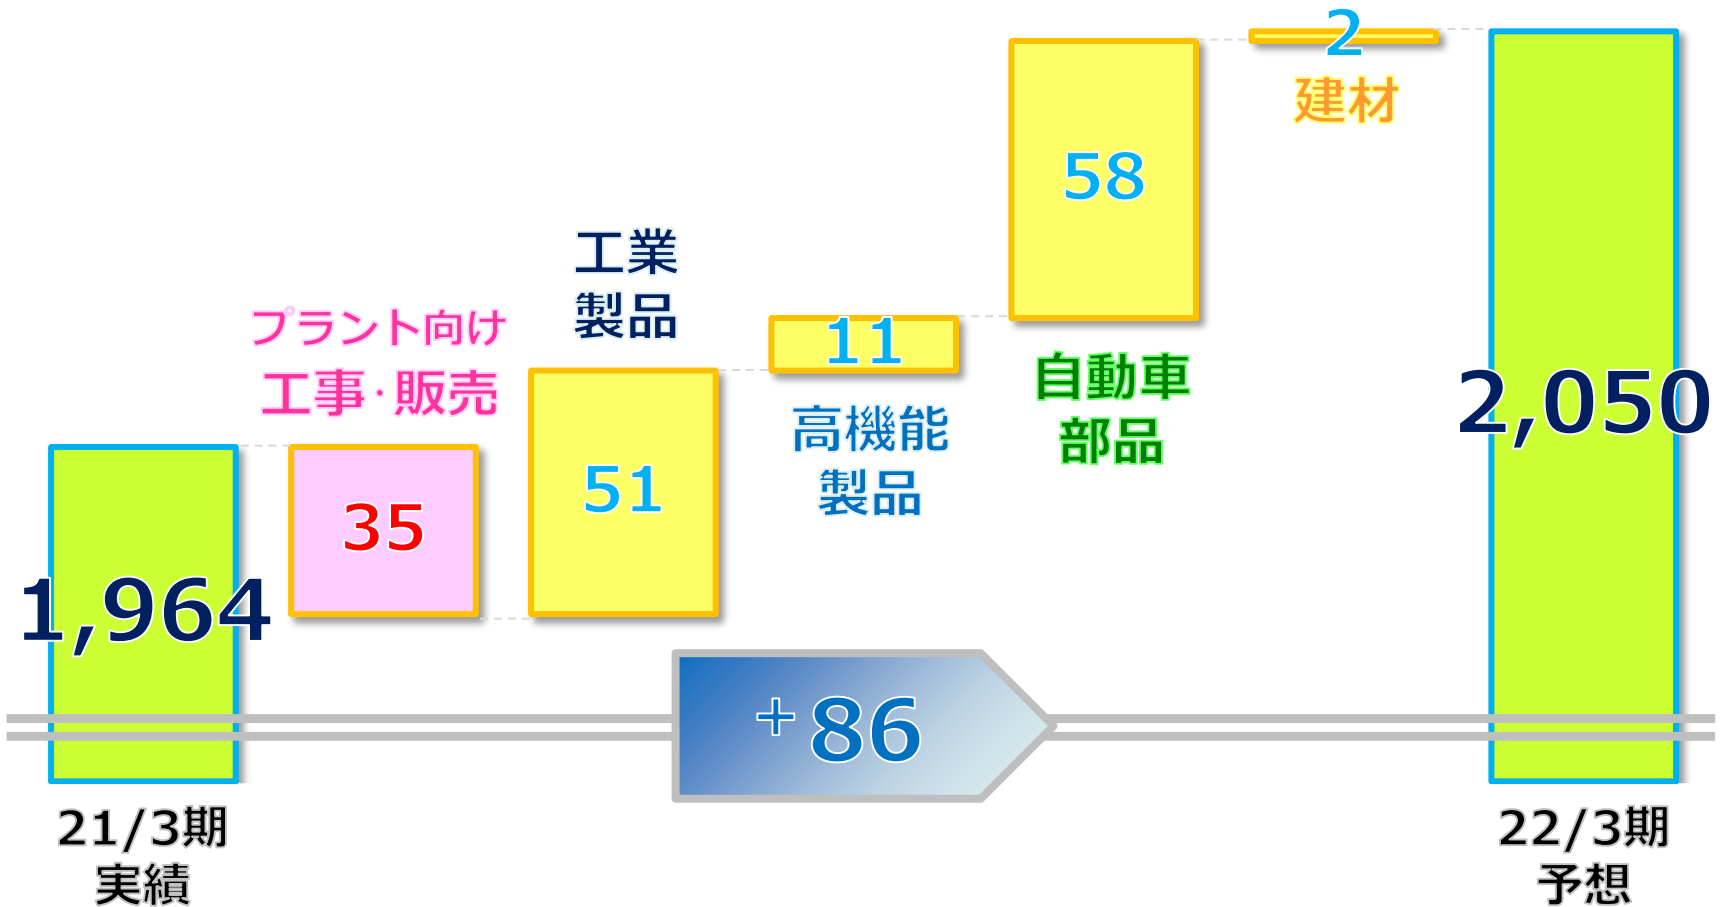 1,964
21/3期
実績
プラント向け
工事・販売
35
工業
製品
51
11
高機能
製品
58
自動車
部品
2
建材
+86
2,050
22/3期
予想